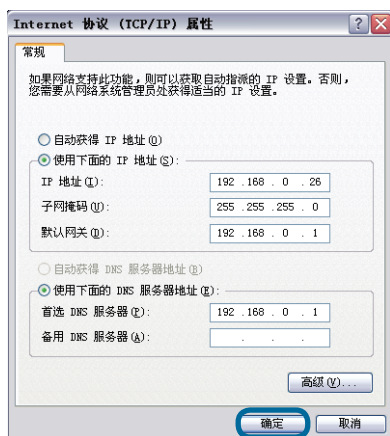 Internet 协议 (TCP/IP) 属性
常规
如果网络支持此功能，则可以获取自动指派的 IP 设置。否则，
您需要从网络系统管理员处获得适当的 IP 设置。
自动获得 IP 地址(O)
使用下面的 IP 地址(S):
IP 地址(I): 192 .168 . 0 . 26
子网掩码(U): 255 .255 .255 . 0
默认网关(D): 192 .168 . 0 . 1
自动获得 DNS 服务器地址(B)
使用下面的 DNS 服务器地址(E):
首选 DNS 服务器(P): 192 .168 . 0 . 1
备用 DNS 服务器(A): . . .
高级(V)...
确定 取消